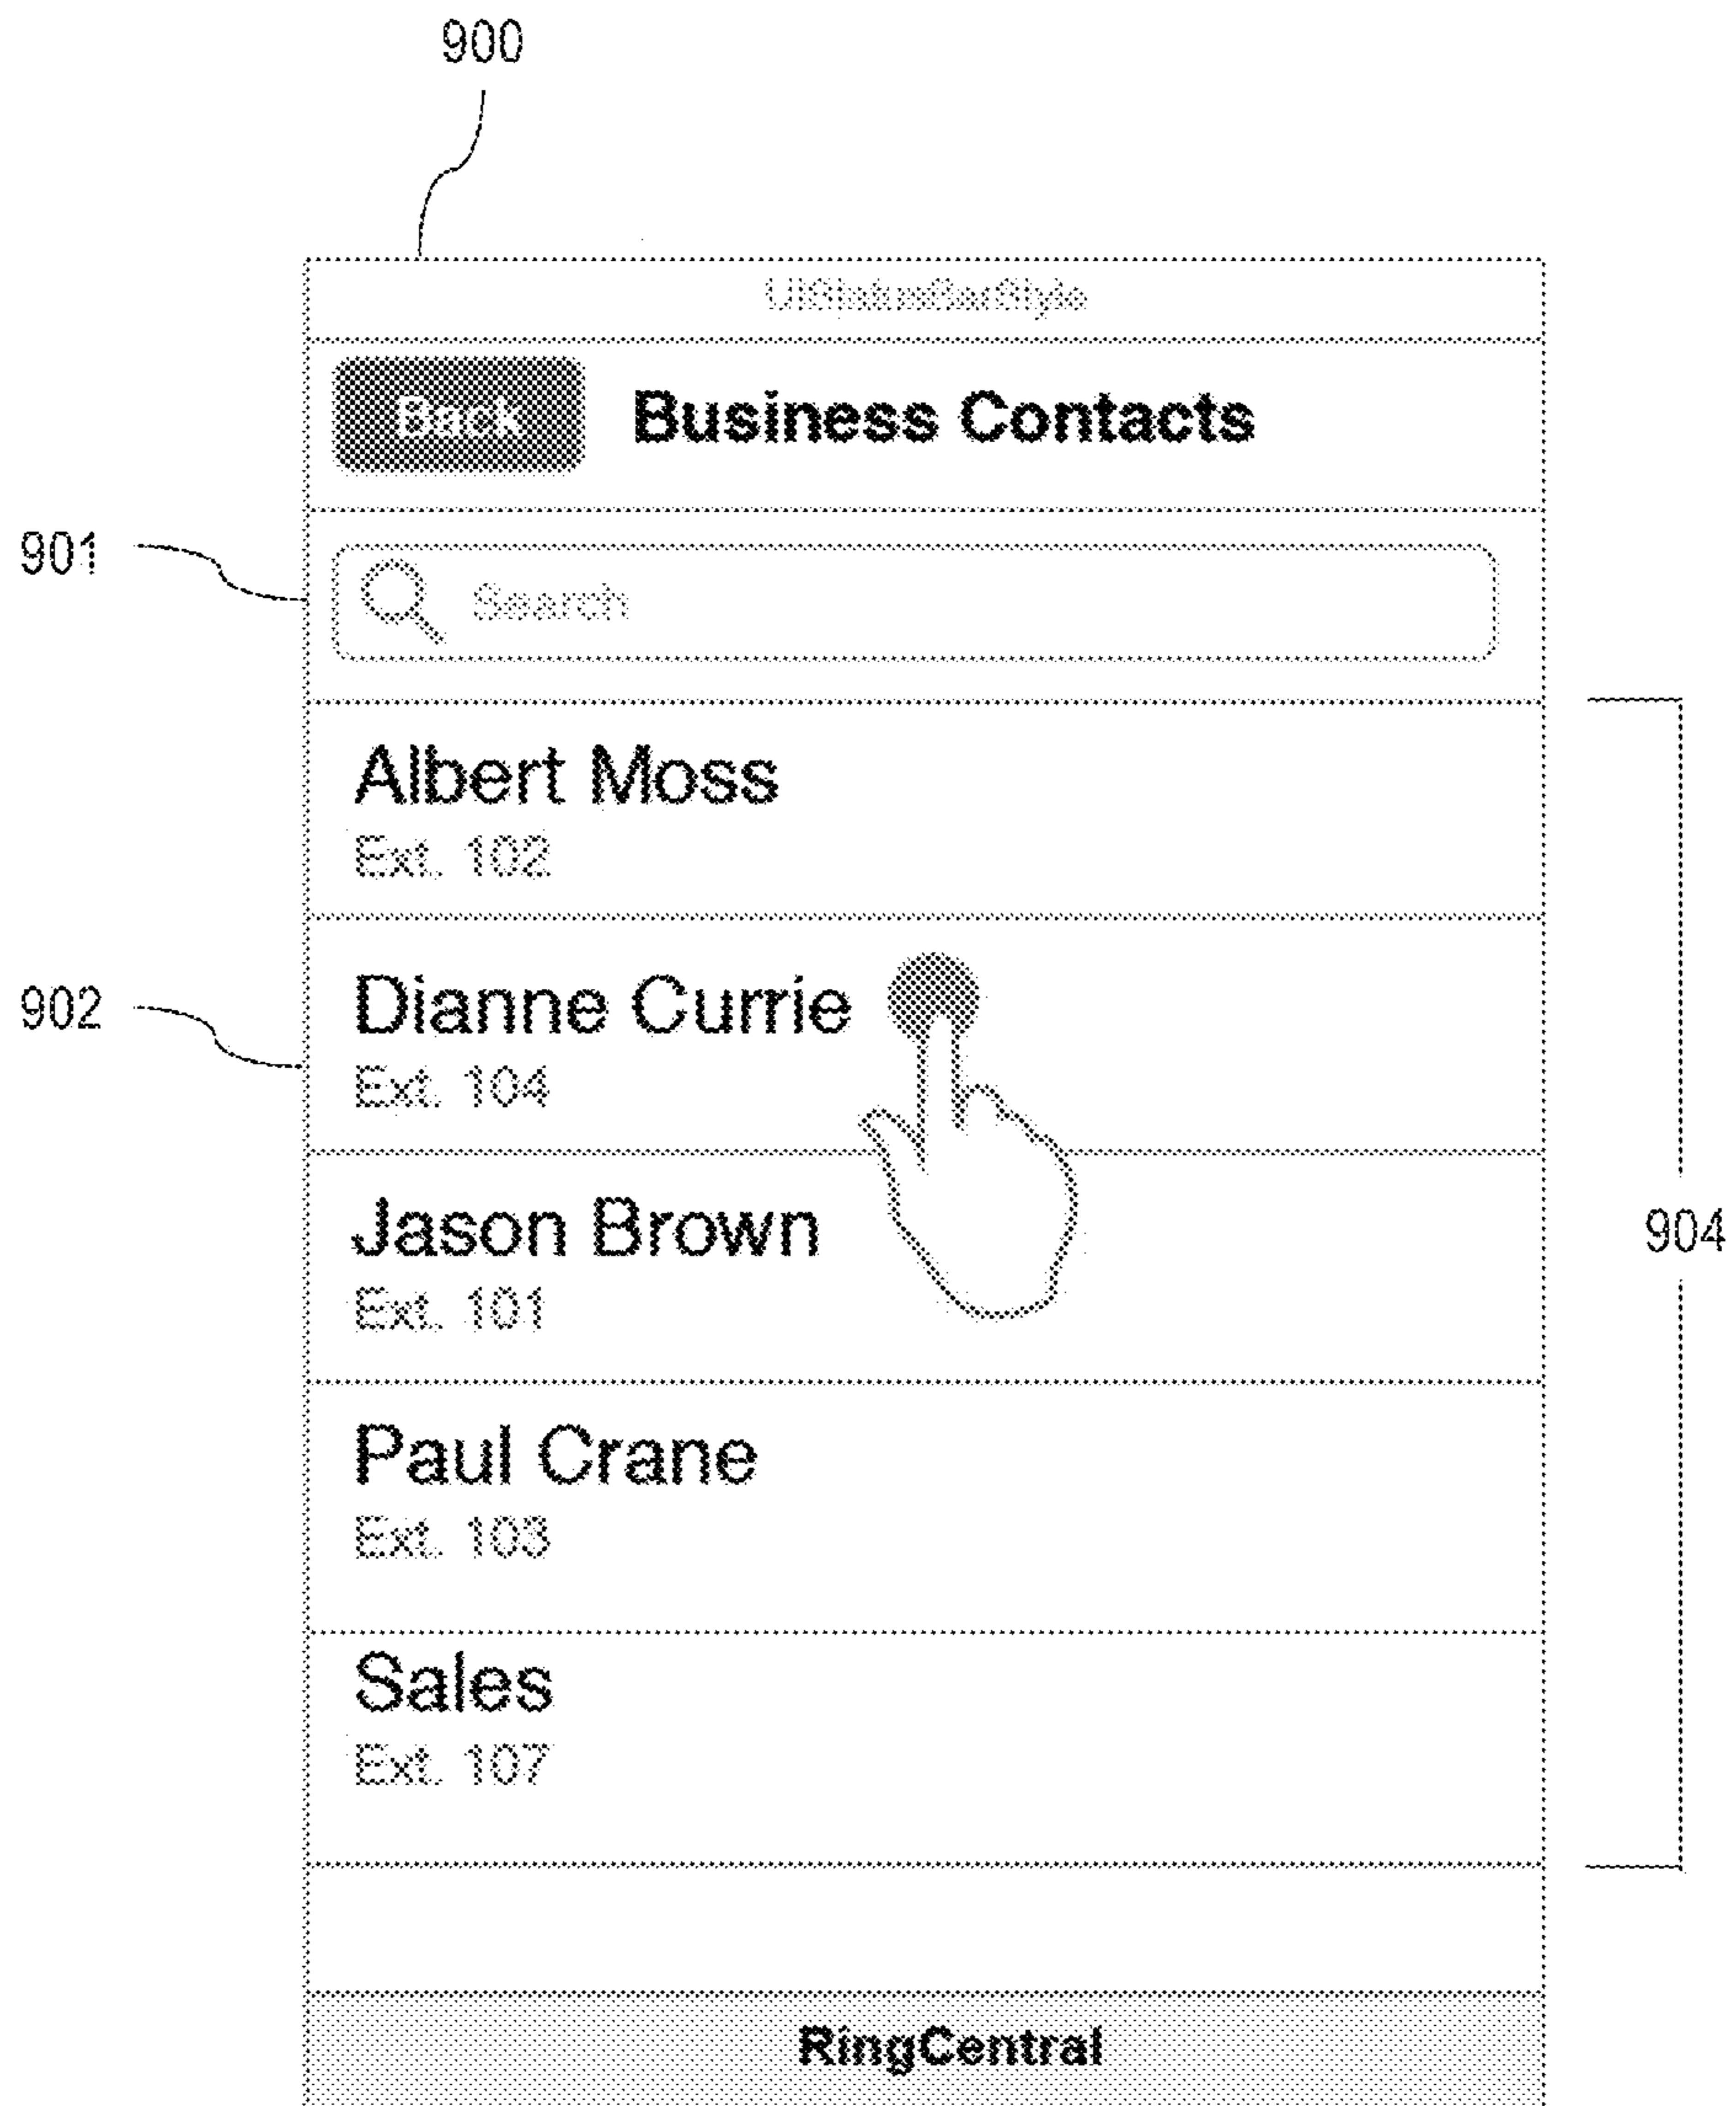 900
UIStatusBarStyle
Back Business Contacts
901
Search
Albert Moss
Ext. 102
902
Dianne Currie
Ext. 104
Jason Brown
904
Ext. 101
Paul Crane
Ext. 103
Sales
Ext. 107
RingCentral